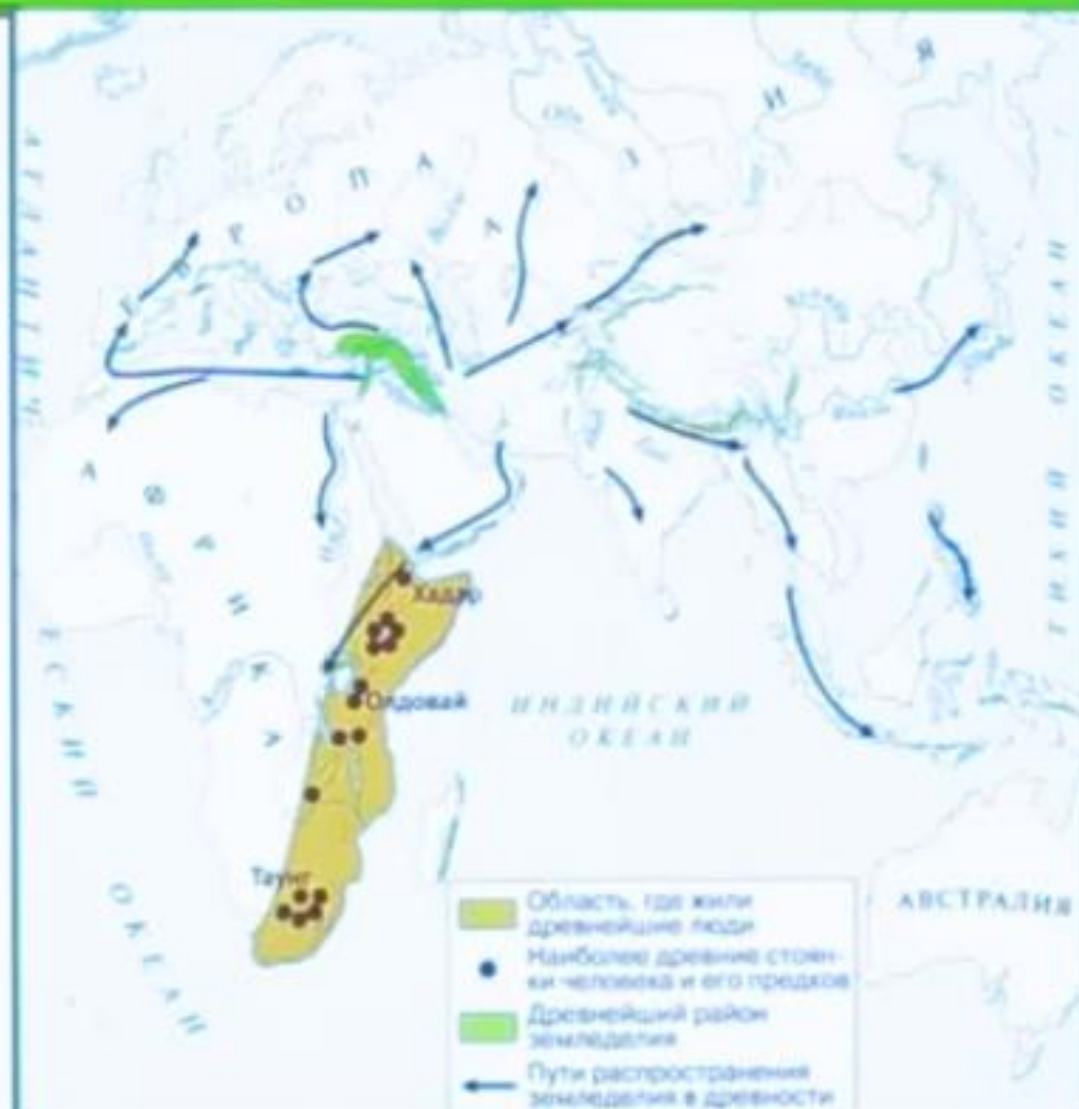 ЕВРОПА
АЗИЯ
АФРИКА
ТИХИЙ ОКЕАН
Хадар
Олдовай
ИНДИЙСКИЙ
ОКЕАН
Таунг
АВСТРАЛИЯ
ОКЕАН
Область, где жили
древнейшие люди
Наиболее древние стоян-
ки человека и его предков
Древнейший район
земледелия
Пути распространения
земледелия в древности